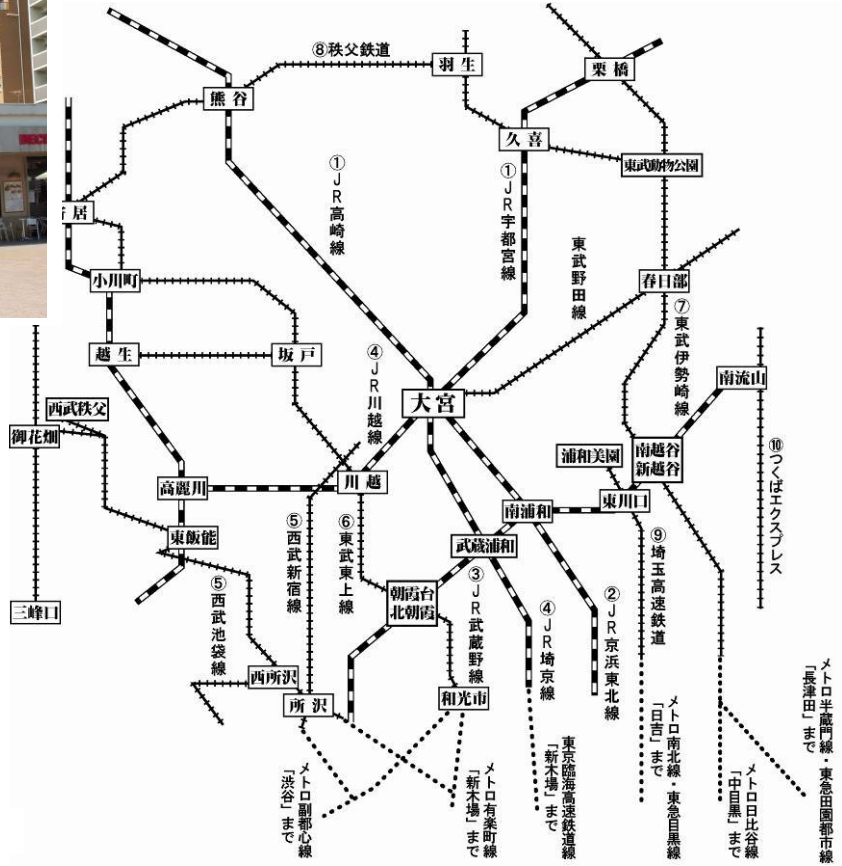 ⑧秩父鉄道
羽生
栗橋
熊谷
久喜
東武動物公園
①JR高崎線
①JR宇都宮線
東武野田線
居
小川町
春日部
⑦東武伊勢崎線
越生
坂戸
④JR川越線
大宮
南流山
西武秩父
御花畑
浦和美園
南越谷
新越谷
⑩つくばエクスプレス
高麗川
川越
南浦和
東川口
東飯能
⑤西武新宿線
⑥東武東上線
武蔵浦和
⑨埼玉高速鉄道
三峰口
⑤西武池袋線
朝霞台
北朝霞
③JR武蔵野線
④JR埼京線
②JR京浜東北線
西所沢
所沢
和光市
メトロ副都心線
「渋谷」まで
メトロ有楽町線
「新木場」まで
東京臨海高速鉄道線
「新木場」まで
メトロ南北線・東急目黒線
「日吉」まで
メトロ日比谷線
「中目黒」まで
メトロ半蔵門線・東急田園都市線
「長津田」まで